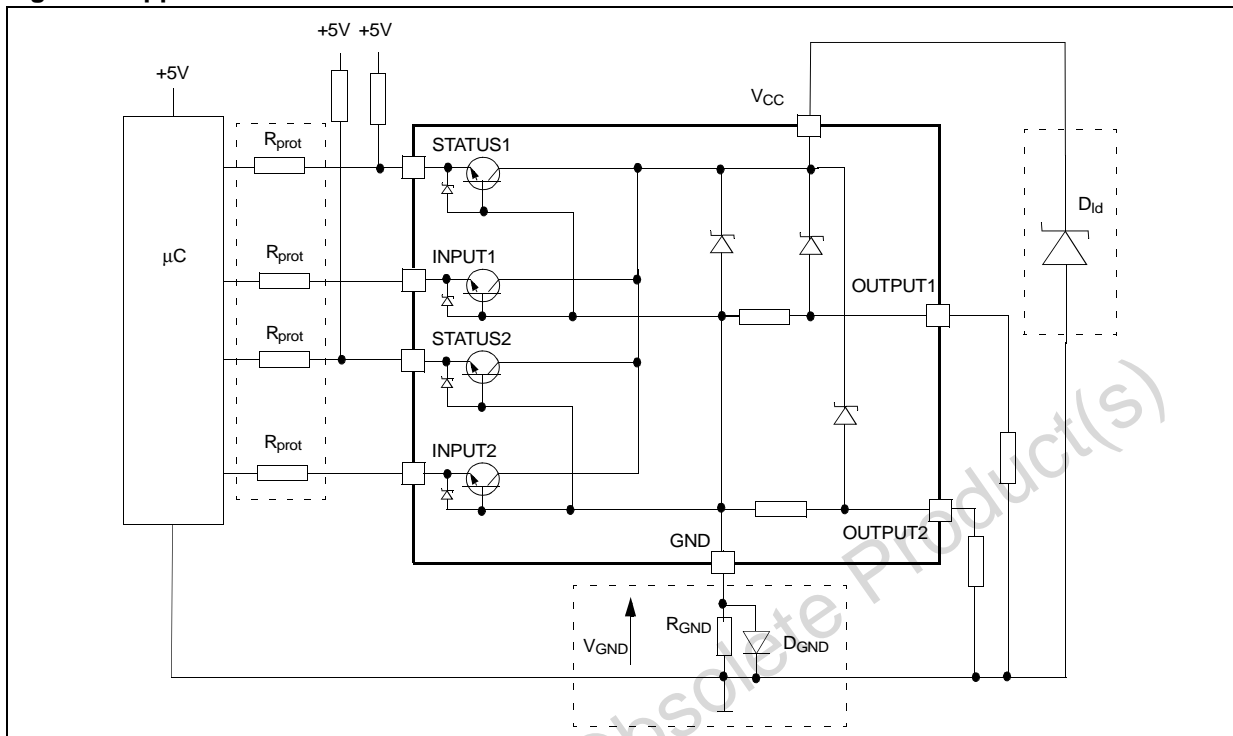 +5V +5V
+5V
VCC
Rprot
STATUS1
Dld
μC
Rprot
INPUT1
OUTPUT1
Rprot
STATUS2
Rprot
INPUT2
OUTPUT2
GND
RGND
DGND
VGND
Obsolete Product(s)